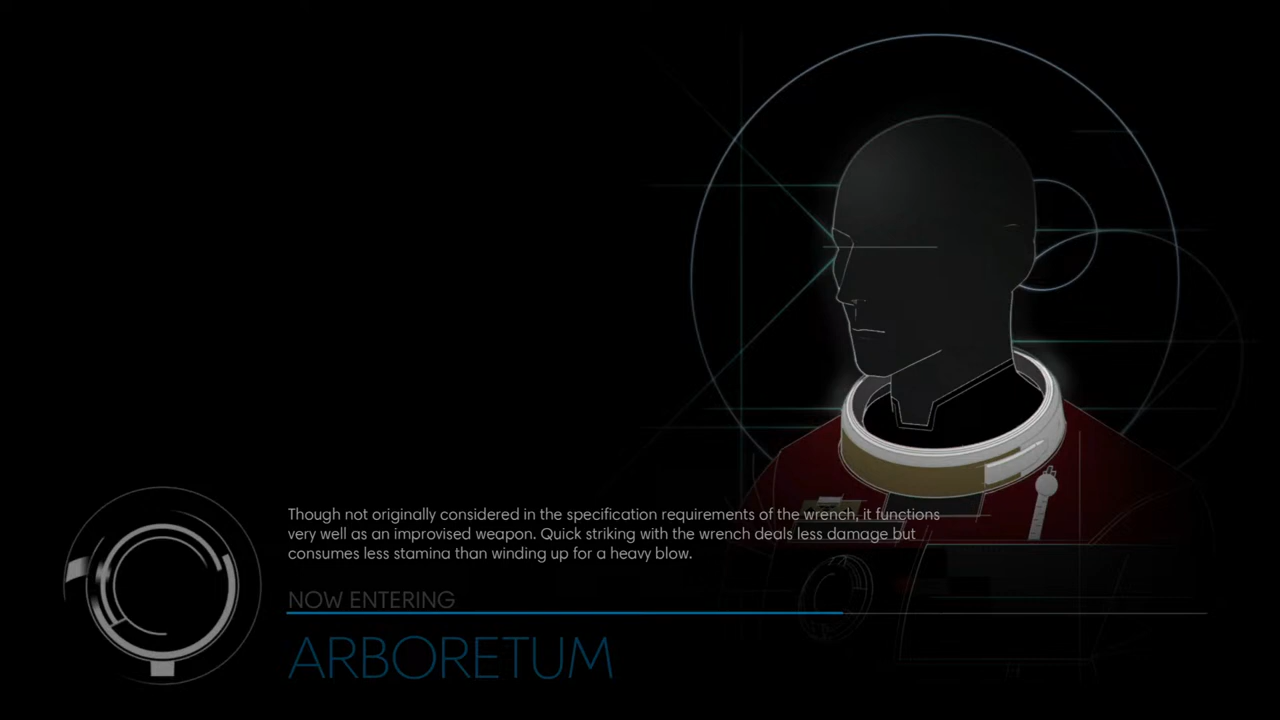 Though not originally considered in the specification requirements of the wrench, it functions
very well as an improvised weapon. Quick striking with the wrench deals less damage but
consumes less stamina than winding up for a heavy blow.
NOW ENTERING
ARBORETUM